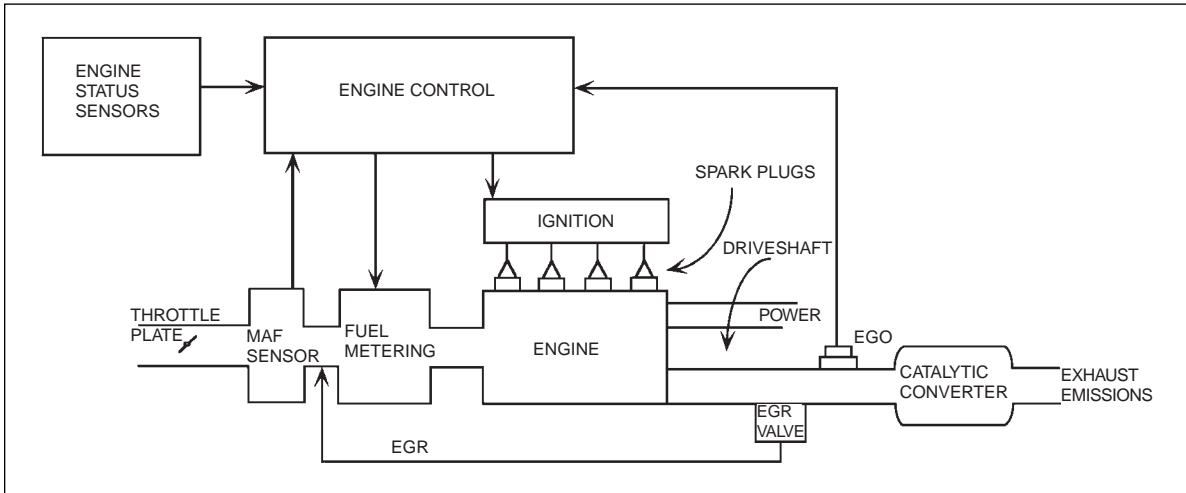 ENGINE
STATUS
SENSORS
ENGINE CONTROL
SPARK PLUGS
IGNITION
DRIVESHAFT
THROTTLE
PLATE
MAF
SENSOR
FUEL
METERING
ENGINE
POWER
EGO
CATALYTIC
CONVERTER
EXHAUST
EMISSIONS
EGR
VALVE
EGR